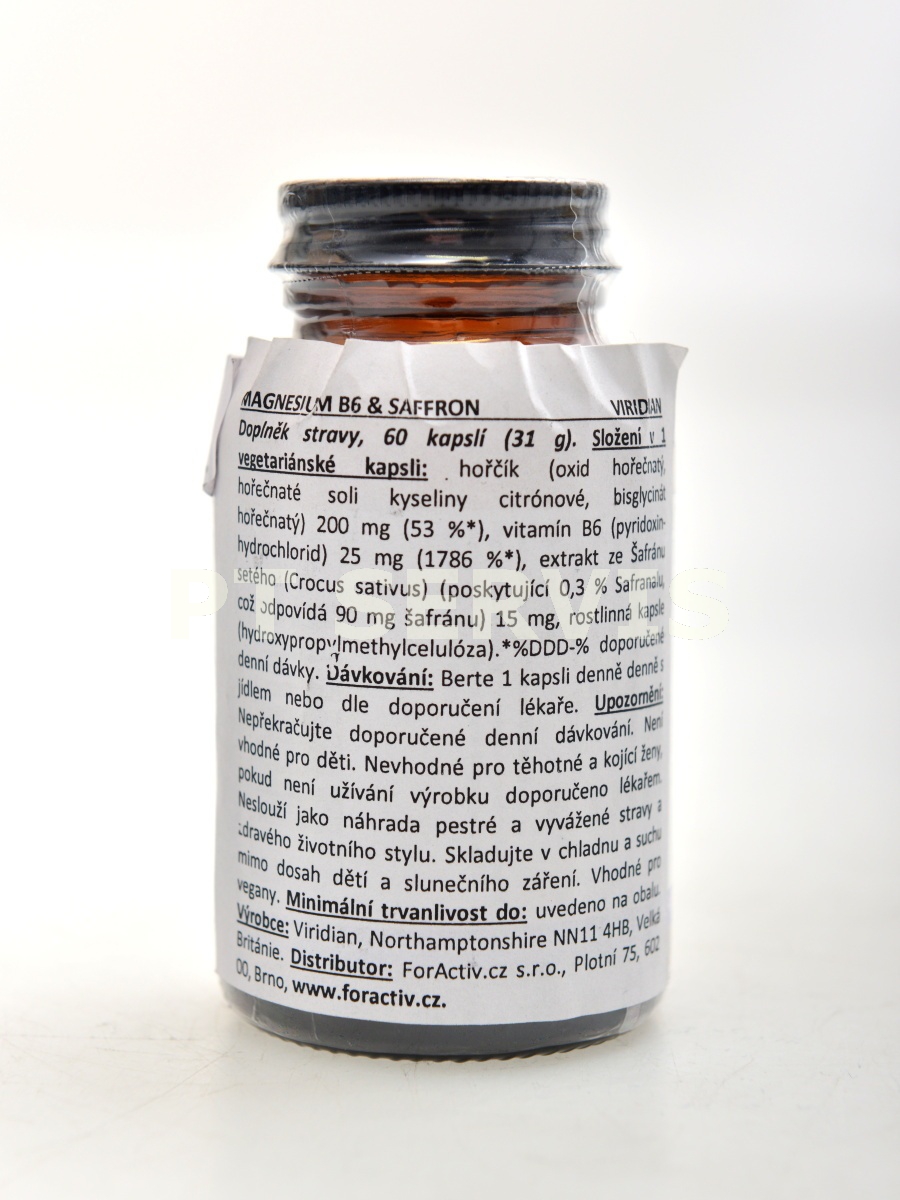 MAGNESIUM B6 & SAFFRON VIRIDIAN
Doplněk stravy, 60 kapslí (31 g). Složení v 1
vegetariánské kapsli: hořčík (oxid hořečnatý,
hořečnaté soli kyseliny citrónové, bisglycinát
hořečnatý) 200 mg (53 %*), vitamín B6 (pyridoxin-
hydrochlorid) 25 mg (1786 %*), extrakt ze Šafránu
setého (Crocus sativus) (poskytující 0,3 % Safranalu,
což odpovídá 90 mg šafránu) 15 mg, rostlinná kapsle
(hydroxypropylmethylcelulóza).*%DDD-% doporučené
denní dávky. Dávkování: Berte 1 kapsli denně denně s
jídlem nebo dle doporučení lékaře. Upozornění:
Nepřekračujte doporučené denní dávkování. Není
vhodné pro děti. Nevhodné pro těhotné a kojící ženy,
pokud není užívání výrobku doporučeno lékařem.
Neslouží jako náhrada pestré a vyvážené stravy a
zdravého životního stylu. Skladujte v chladnu a suchu
mimo dosah dětí a slunečního záření. Vhodné pro
vegany. Minimální trvanlivost do: uvedeno na obalu.
Výrobce: Viridian, Northamptonshire NN11 4HB, Velká
Británie. Distributor: ForActiv.cz s.r.o., Plotní 75, 602
00, Brno, www.foractiv.cz.
PT SERVIS